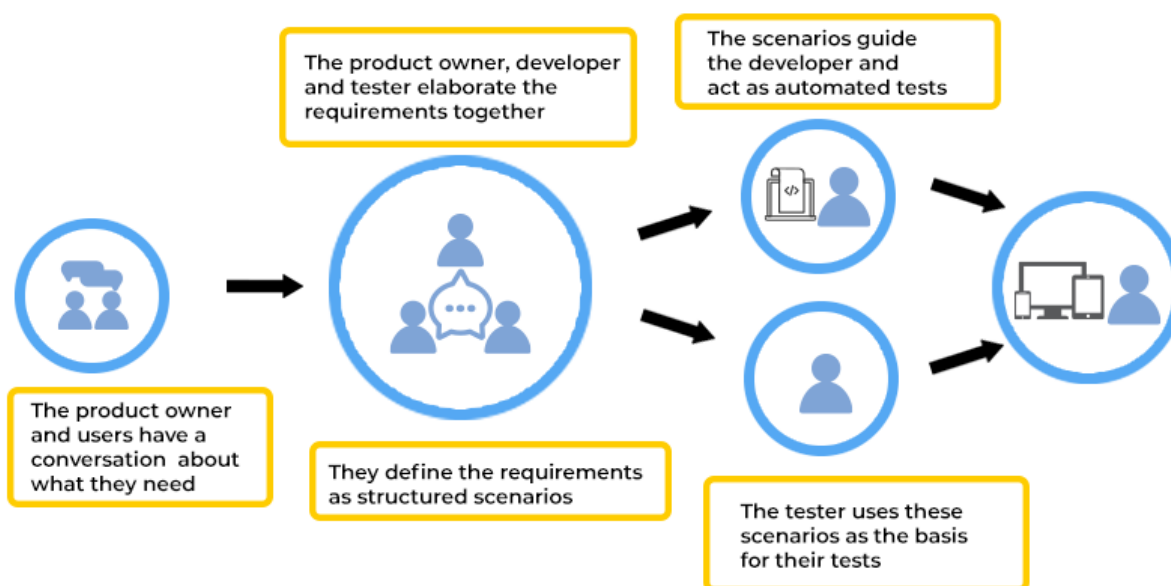 The product owner
and users have a
conversation about
what they need
The product owner, developer
and tester elaborate the
requirements together
They define the requirements
as structured scenarios
The scenarios guide
the developer and
act as automated tests
</>
The tester uses these
scenarios as the basis
for their tests